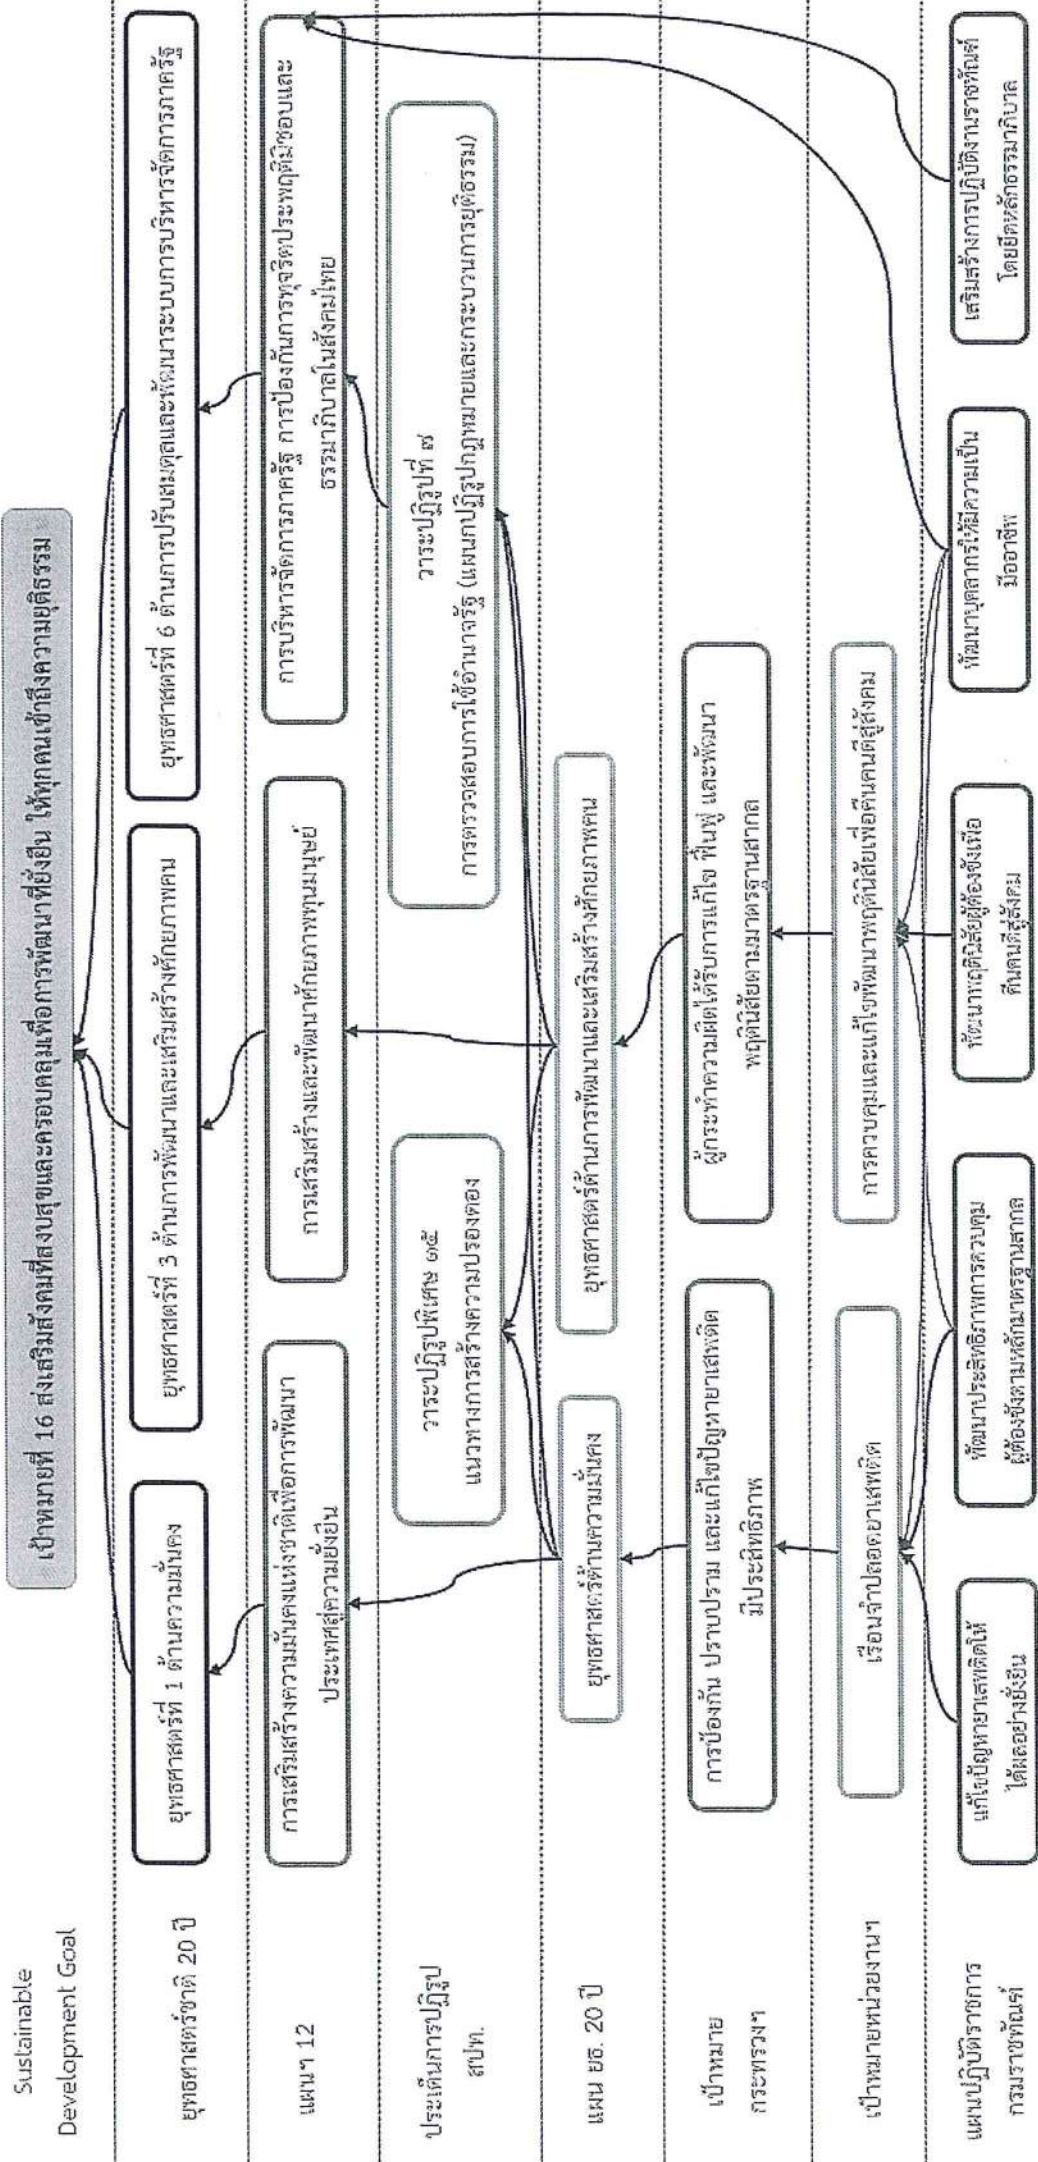 Sustainable
Development Goal
เป้าหมายที่ 16 ส่งเสริมสังคมที่สงบสุขและครอบคลุมเพื่อการพัฒนาที่ยั่งยืน ให้ทุกคนเข้าถึงความยุติธรรม
ยุทธศาสตร์ชาติ 20 ปี
ยุทธศาสตร์ที่ 1 ด้านความมั่นคง
ยุทธศาสตร์ที่ 3 ด้านการพัฒนาและเสริมสร้างศักยภาพคน
ยุทธศาสตร์ที่ 6 ด้านการปรับสมดุลและพัฒนาระบบการบริหารจัดการภาครัฐ
แผนฯ 12
การเสริมสร้างความมั่นคงแห่งชาติเพื่อการพัฒนา
ประเทศสู่ความยั่งยืน
การเสริมสร้างและพัฒนาศักยภาพทุนมนุษย์
การบริหารจัดการภาครัฐ การป้องกันการทุจริตประพฤติมิชอบและ
ธรรมาภิบาลในสังคมไทย
ประเด็นการปฏิรูป
สปท.
วาระปฏิรูปพิเศษ ๑๕
แนวทางการสร้างความปรองดอง
วาระปฏิรูปที่ ๗
การตรวจสอบการใช้อำนาจรัฐ (แผนกปฏิรูปกฎหมายและกระบวนการยุติธรรม)
แผน ยธ. 20 ปี
ยุทธศาสตร์ด้านความมั่นคง
ยุทธศาสตร์ด้านการพัฒนาและเสริมสร้างศักยภาพคน
เป้าหมาย
กระทรวงฯ
การป้องกัน ปราบปราม และแก้ไขปัญหายาเสพติด
มีประสิทธิภาพ
ผู้กระทำความผิดได้รับการแก้ไข ฟื้นฟู และพัฒนา
พฤตินิสัยตามมาตรฐานสากล
เป้าหมายหน่วยงานฯ
เรือนจำปลอดยาเสพติด
การควบคุมและแก้ไขพัฒนาพฤตินิสัยเพื่อคืนคนดีสู่สังคม
แผนปฏิบัติราชการ
กรมราชทัณฑ์
แก้ไขปัญหายาเสพติดให้
ได้ผลอย่างยั่งยืน
พัฒนาประสิทธิภาพการควบคุม
ผู้ต้องขังตามหลักมาตรฐานสากล
พัฒนาพฤตินิสัยผู้ต้องขังเพื่อ
คืนคนดีสู่สังคม
พัฒนาบุคลากรให้มีความเป็น
มืออาชีพ
เสริมสร้างการปฏิบัติงานราชทัณฑ์
โดยยึดหลักธรรมาภิบาล